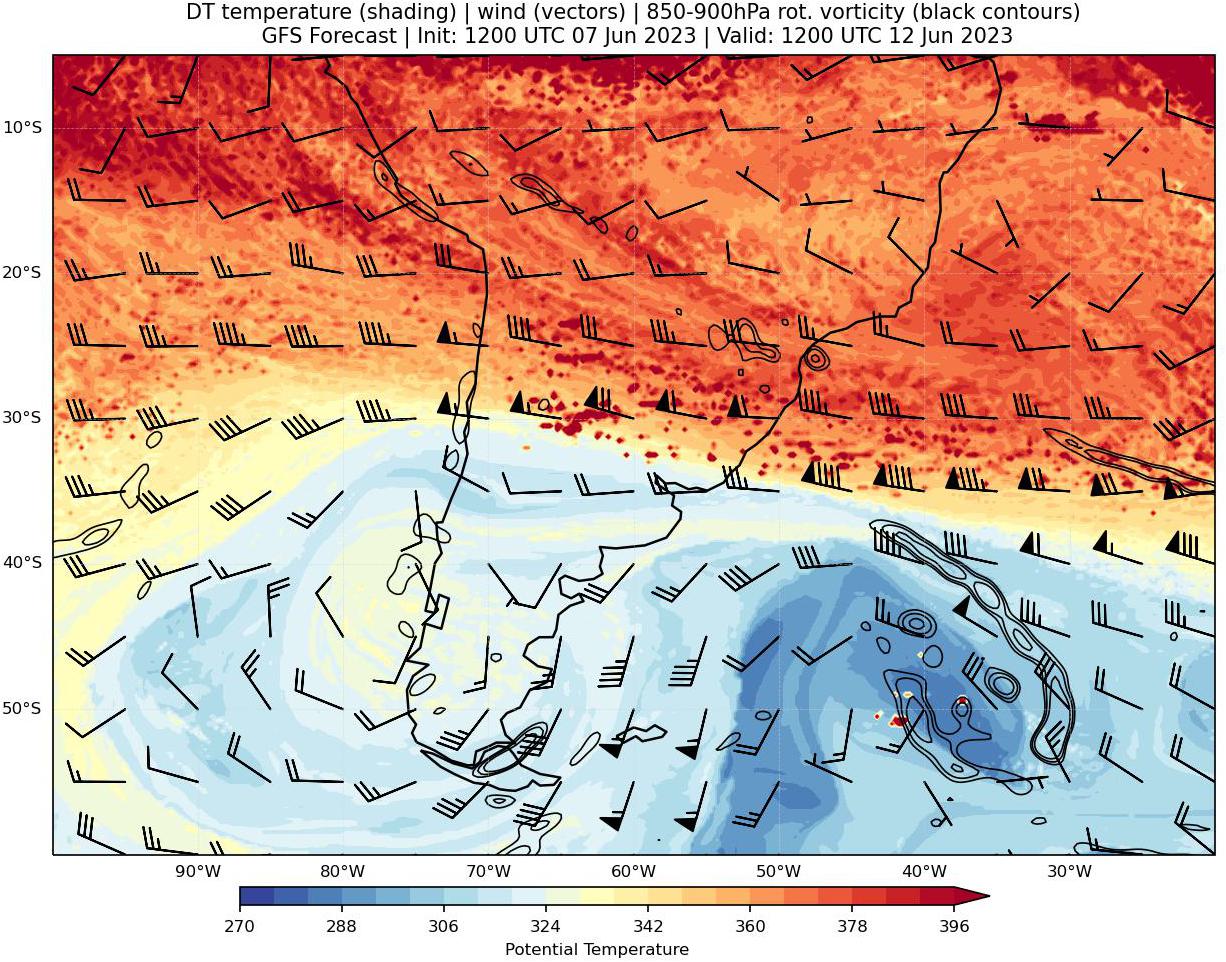 DT temperature (shading) | wind (vectors) | 850-900hPa rot. vorticity (black contours)
GFS Forecast | Init: 1200 UTC 07 Jun 2023 | Valid: 1200 UTC 12 Jun 2023
10°S
20°S
30°S
40°S
50°S
90°W 80°W 70°W 60°W 50°W 40°W 30°W
270 288 306 324 342 360 378 396
Potential Temperature